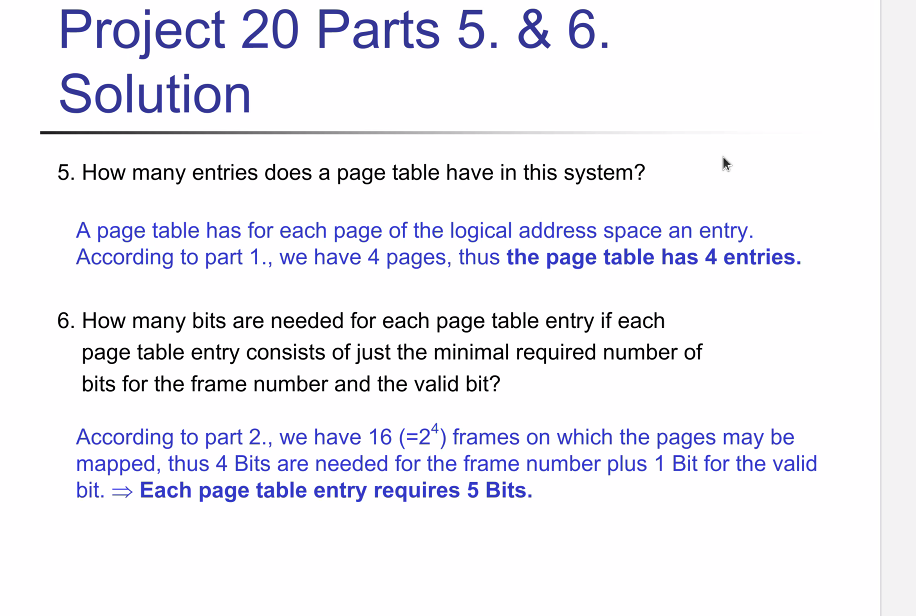 Project 20 Parts 5. & 6.
Solution
5. How many entries does a page table have in this system?
A page table has for each page of the logical address space an entry.
According to part 1., we have 4 pages, thus the page table has 4 entries.
6. How many bits are needed for each page table entry if each
page table entry consists of just the minimal required number of
bits for the frame number and the valid bit?
According to part 2., we have 16 (=2⁴) frames on which the pages may be
mapped, thus 4 Bits are needed for the frame number plus 1 Bit for the valid
bit. ⇒ Each page table entry requires 5 Bits.